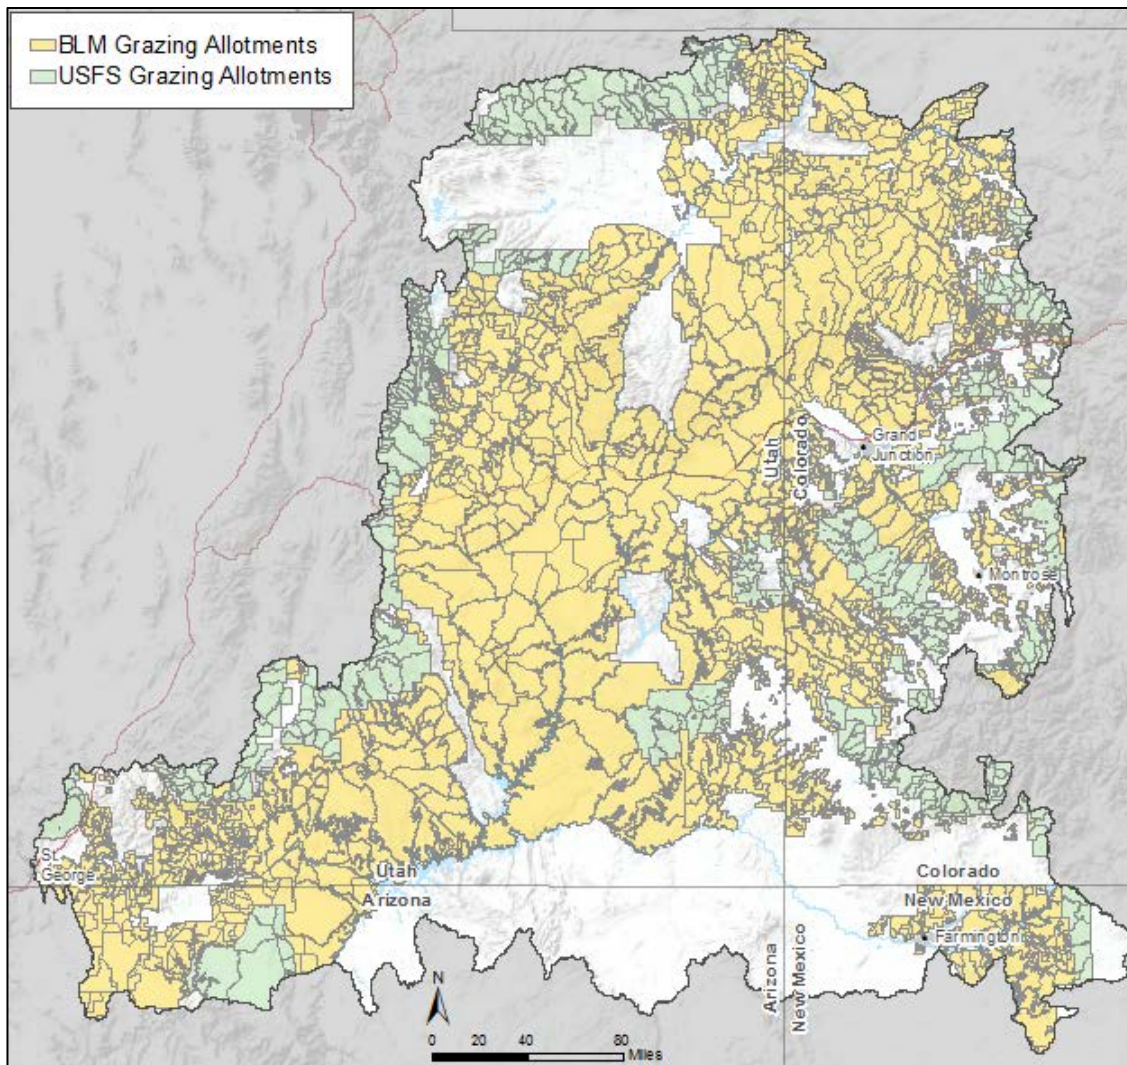 BLM Grazing Allotments
USFS Grazing Allotments
Utah
Colorado
Grand
Junction
Montrose
St.
George
Utah
Arizona
Colorado
New Mexico
Farmington
Arizona
New Mexico
N
0 20 40 80
Miles